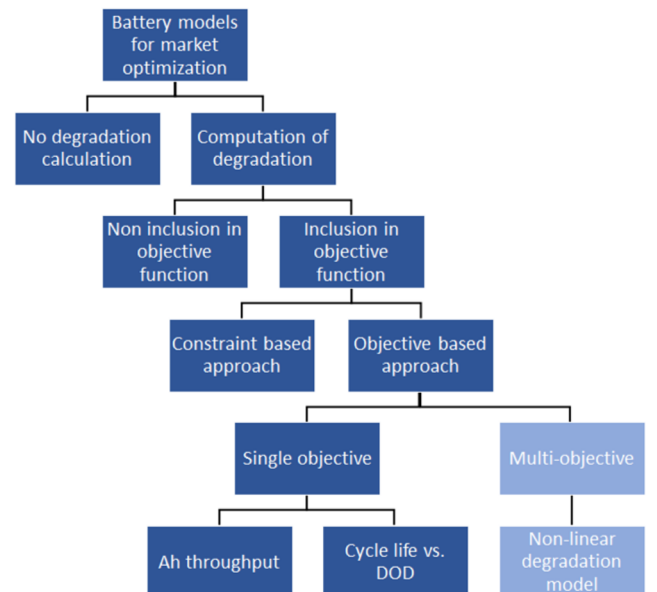 Battery models
for market
optimization
No degradation
calculation
Computation of
degradation
Non inclusion in
objective
function
Inclusion in
objective
function
Constraint based
approach
Objective based
approach
Single objective
Multi-objective
Ah throughput
Cycle life vs.
DOD
Non-linear
degradation
model